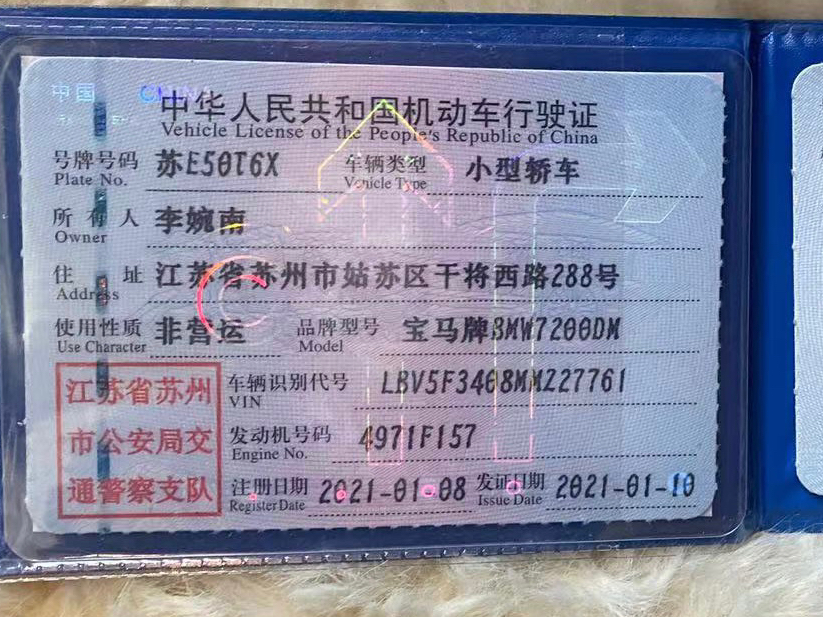 中国 CHINA
中华人民共和国机动车行驶证
Vehicle License of the People's Republic of China
号牌号码 苏E50T6X 车辆类型 小型轿车
Plate No. Vehicle Type
所有人 李婉南
Owner
住址 江苏省苏州市姑苏区干将西路288号
Address
使用性质 非营运 品牌型号 宝马牌BMW7200DM
Use Character Model
江苏省苏州 车辆识别代号 LBV5F3408MMZ27761
VIN
市公安局交 发动机号码 4971F157
Engine No.
通警察支队 注册日期 2021-01-08 发证日期 2021-01-10
Register Date Issue Date